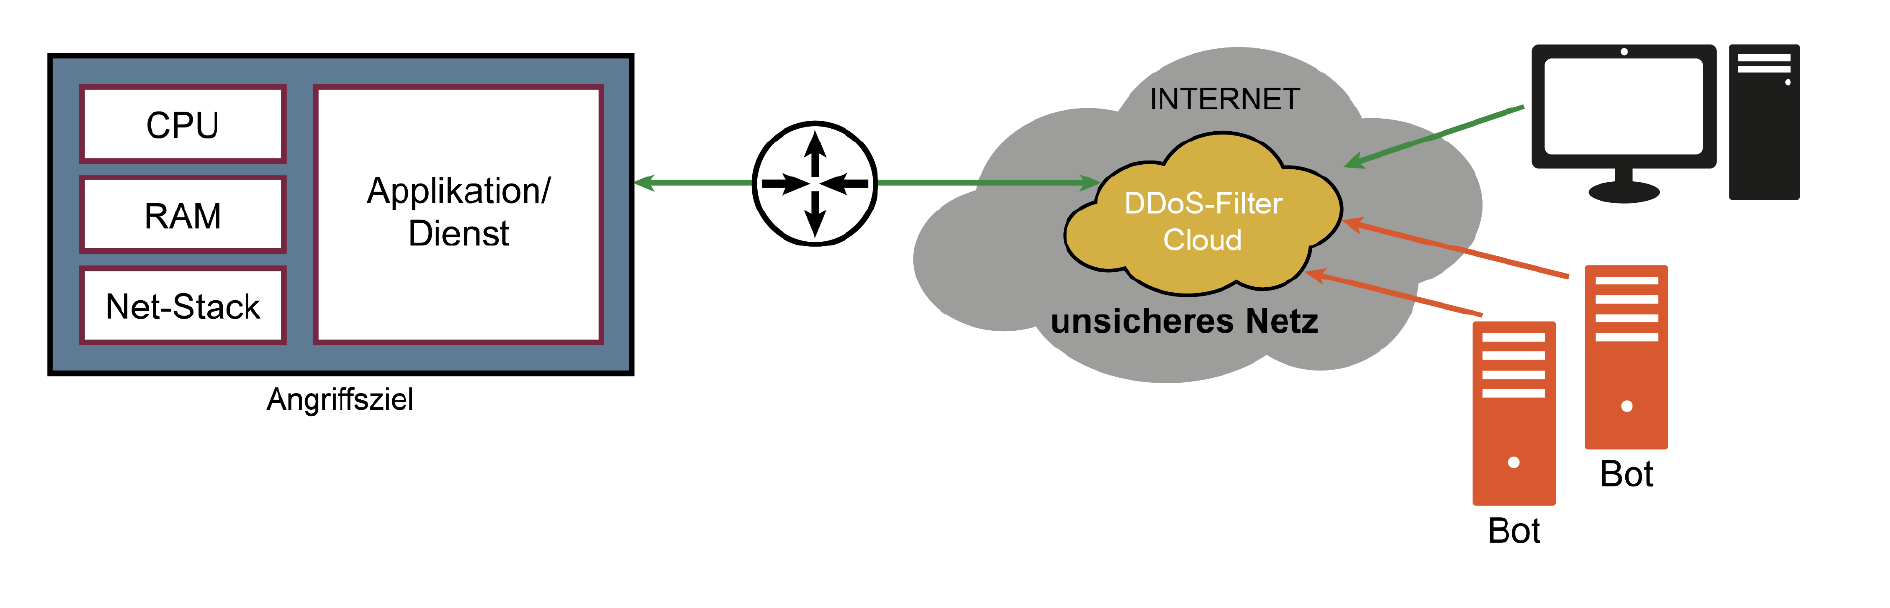 CPU
RAM
Net-Stack
Applikation/
Dienst
Angriffsziel
INTERNET
DDoS-Filter
Cloud
unsicheres Netz
Bot
Bot